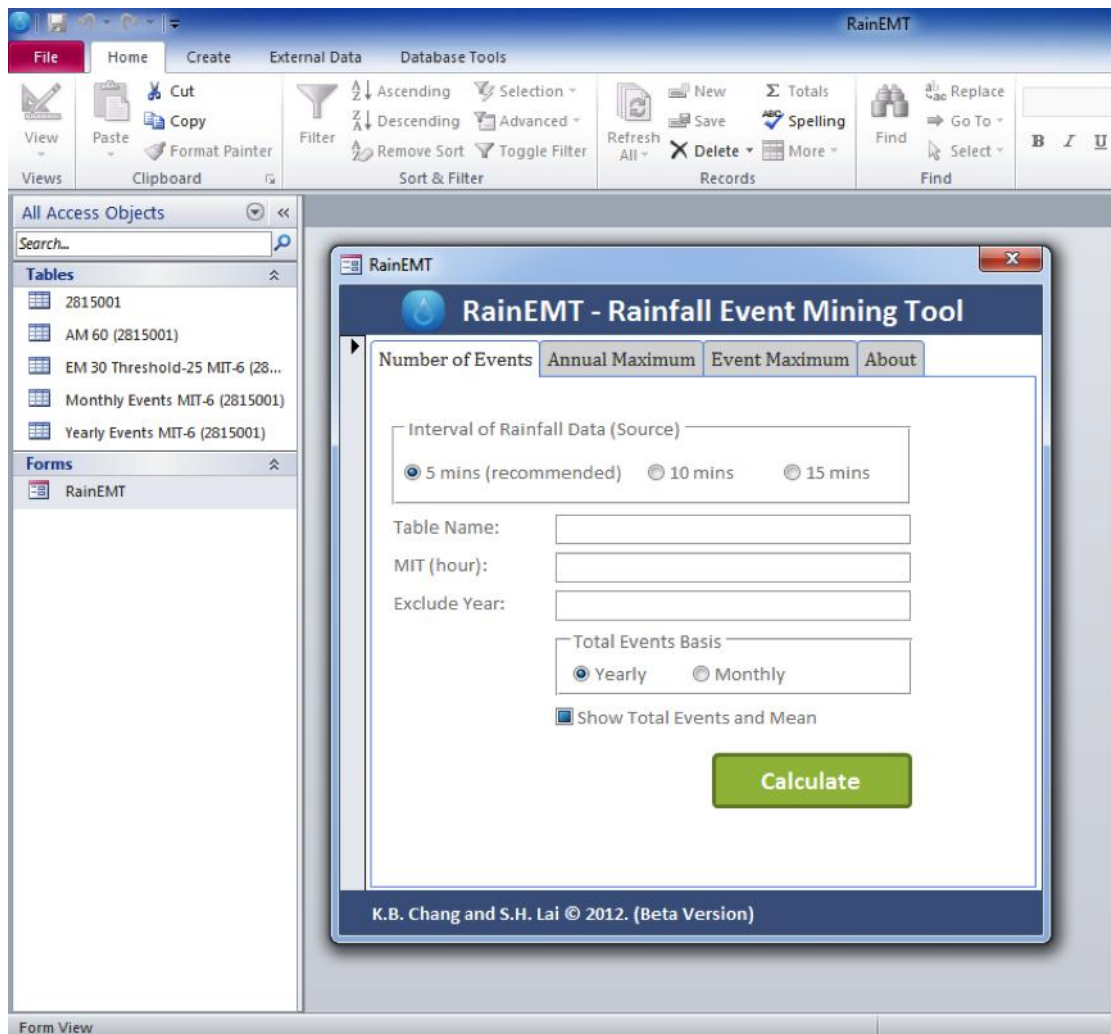 RainEMT
File Home Create External Data Database Tools
View
Paste
Cut
Copy
Format Painter
Filter
Ascending
Descending
Remove Sort
Selection
Advanced
Toggle Filter
Refresh All
New
Save
Delete
Totals
Spelling
More
Find
Replace
Go To
Select
B I U
Views Clipboard Sort & Filter Records Find
All Access Objects
Search...
Tables
2815001
AM 60 (2815001)
EM 30 Threshold-25 MIT-6 (28...
Monthly Events MIT-6 (2815001)
Yearly Events MIT-6 (2815001)
Forms
RainEMT
RainEMT
RainEMT - Rainfall Event Mining Tool
Number of Events Annual Maximum Event Maximum About
Interval of Rainfall Data (Source)
5 mins (recommended) 10 mins 15 mins
Table Name:
MIT (hour):
Exclude Year:
Total Events Basis
Yearly Monthly
Show Total Events and Mean
Calculate
K.B. Chang and S.H. Lai © 2012. (Beta Version)
Form View